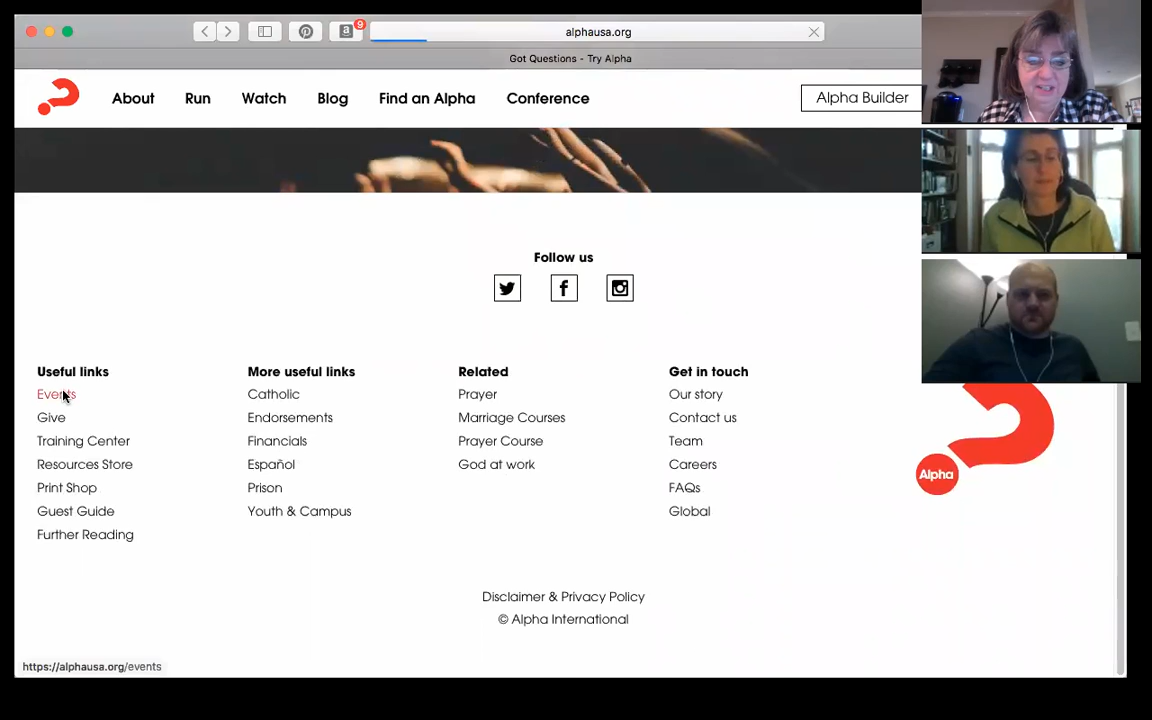 9
alphausa.org
Got Questions - Try Alpha
About Run Watch Blog Find an Alpha Conference Alpha Builder
Follow us
Useful links
Events
Give
Training Center
Resources Store
Print Shop
Guest Guide
Further Reading
More useful links
Catholic
Endorsements
Financials
Español
Prison
Youth & Campus
Related
Prayer
Marriage Courses
Prayer Course
God at work
Get in touch
Our story
Contact us
Team
Careers
FAQs
Global
Alpha
Disclaimer & Privacy Policy
© Alpha International
https://alphausa.org/events